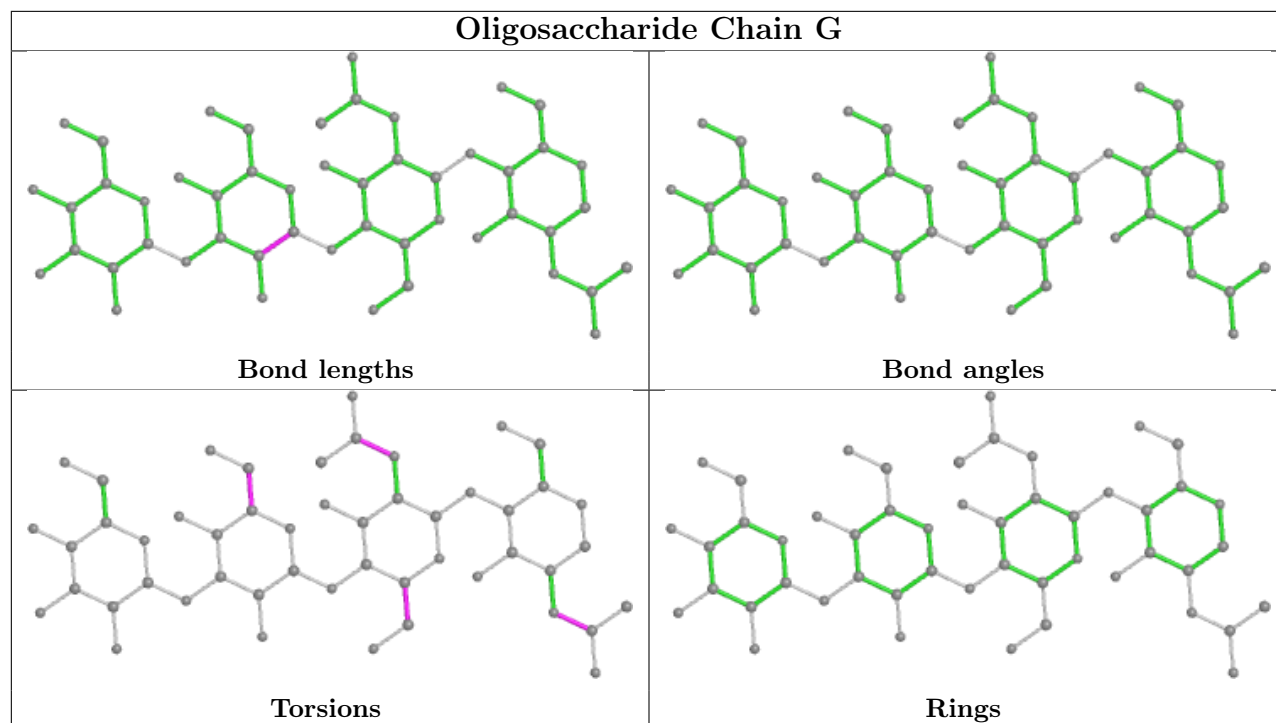 Oligosaccharide Chain G
Bond lengths
Bond angles
Torsions
Rings